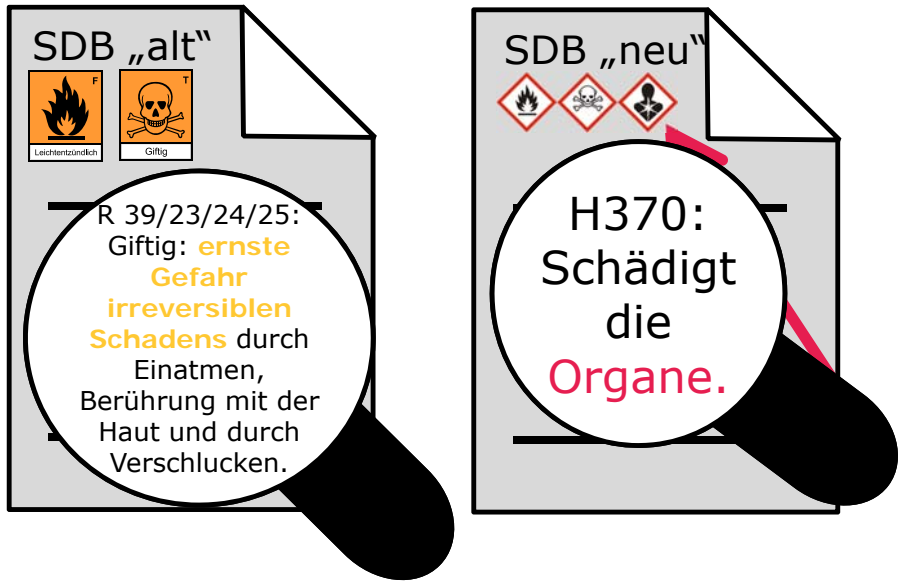 SDB „alt“
F
T
Leichtentzündlich
Giftig
R 39/23/24/25:
Giftig: ernste
Gefahr
irreversiblen
Schadens durch
Einatmen,
Berührung mit der
Haut und durch
Verschlucken.
SDB „neu“
H370:
Schädigt
die
Organe.